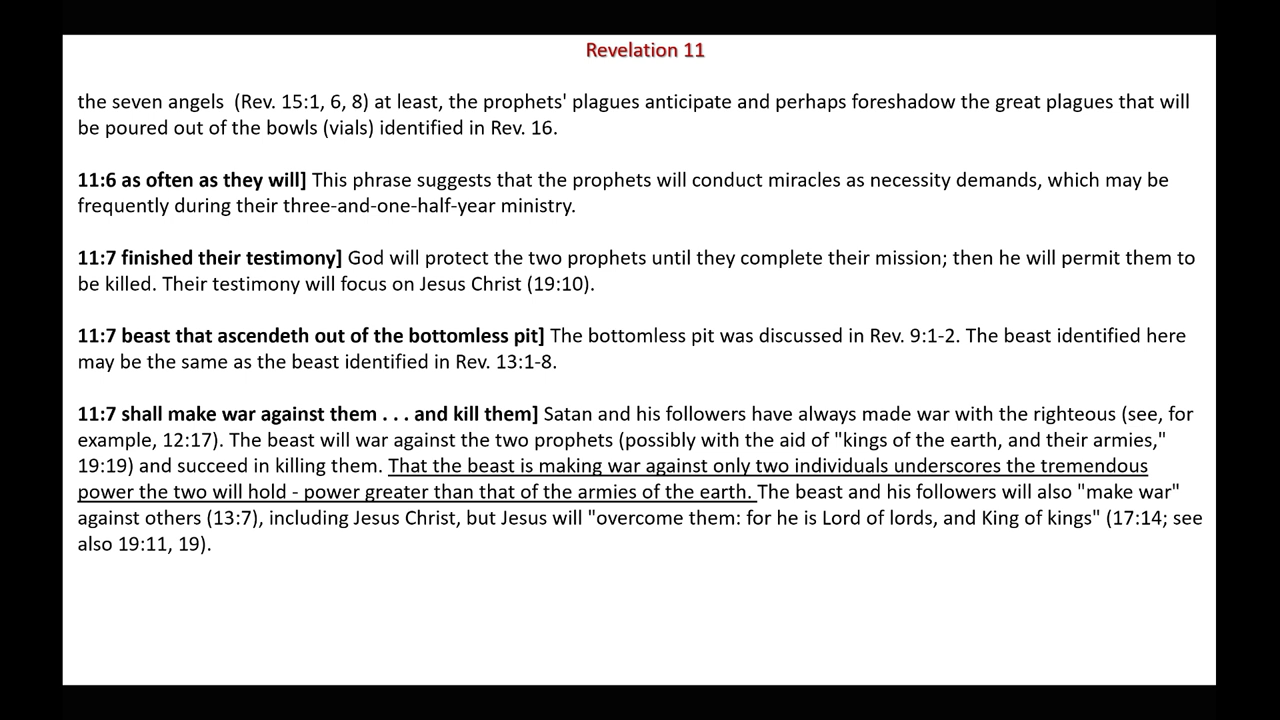 Revelation 11
the seven angels  (Rev. 15:1, 6, 8) at least, the prophets' plagues anticipate and perhaps foreshadow the great plagues that will
be poured out of the bowls (vials) identified in Rev. 16.
11:6 as often as they will] This phrase suggests that the prophets will conduct miracles as necessity demands, which may be
frequently during their three-and-one-half-year ministry.
11:7 finished their testimony] God will protect the two prophets until they complete their mission; then he will permit them to
be killed. Their testimony will focus on Jesus Christ (19:10).
11:7 beast that ascendeth out of the bottomless pit] The bottomless pit was discussed in Rev. 9:1-2. The beast identified here
may be the same as the beast identified in Rev. 13:1-8.
11:7 shall make war against them . . . and kill them] Satan and his followers have always made war with the righteous (see, for
example, 12:17). The beast will war against the two prophets (possibly with the aid of "kings of the earth, and their armies,"
19:19) and succeed in killing them. That the beast is making war against only two individuals underscores the tremendous
power the two will hold - power greater than that of the armies of the earth. The beast and his followers will also "make war"
against others (13:7), including Jesus Christ, but Jesus will "overcome them: for he is Lord of lords, and King of kings" (17:14; see
also 19:11, 19).